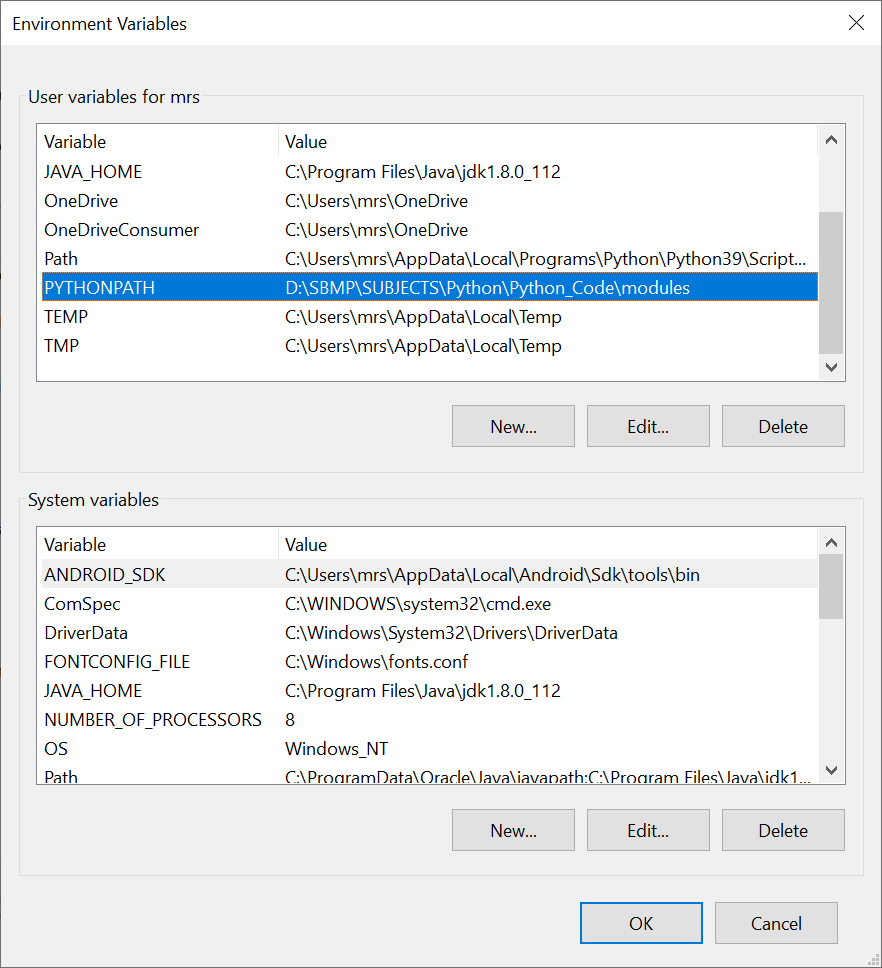 Environment Variables
User variables for mrs
Variable Value
JAVA_HOME C:\Program Files\Java\jdk1.8.0_112
OneDrive C:\Users\mrs\OneDrive
OneDriveConsumer C:\Users\mrs\OneDrive
Path C:\Users\mrs\AppData\Local\Programs\Python\Python39\Script...
PYTHONPATH D:\SBMP\SUBJECTS\Python\Python_Code\modules
TEMP C:\Users\mrs\AppData\Local\Temp
TMP C:\Users\mrs\AppData\Local\Temp
New... Edit... Delete
System variables
Variable Value
ANDROID_SDK C:\Users\mrs\AppData\Local\Android\Sdk\tools\bin
ComSpec C:\WINDOWS\system32\cmd.exe
DriverData C:\Windows\System32\Drivers\DriverData
FONTCONFIG_FILE C:\Windows\fonts.conf
JAVA_HOME C:\Program Files\Java\jdk1.8.0_112
NUMBER_OF_PROCESSORS 8
OS Windows_NT
Path C:\ProgramData\Oracle\Java\javapath;C:\Program Files\Java\jdk1...
New... Edit... Delete
OK Cancel